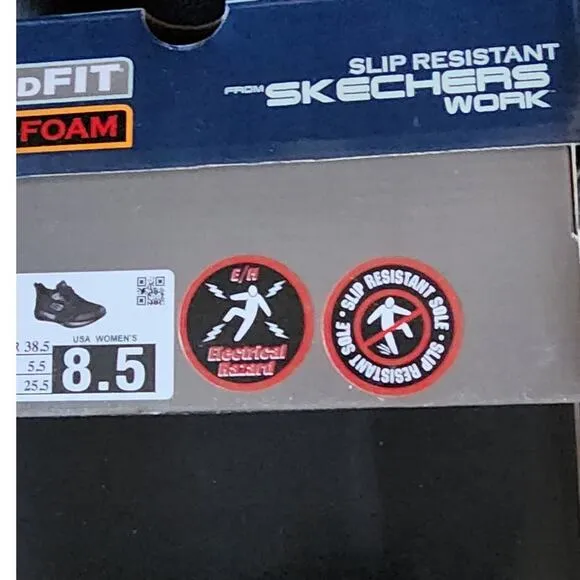 DFIT
FOAM
SLIP RESISTANT
FROM SKECHERS
WORK
R 38.5
5.5
25.5
USA WOMEN'S
8.5
E/H
Electrical
Hazard
SLIP RESISTANT SOLE • SLIP RESISTANT SOLE •